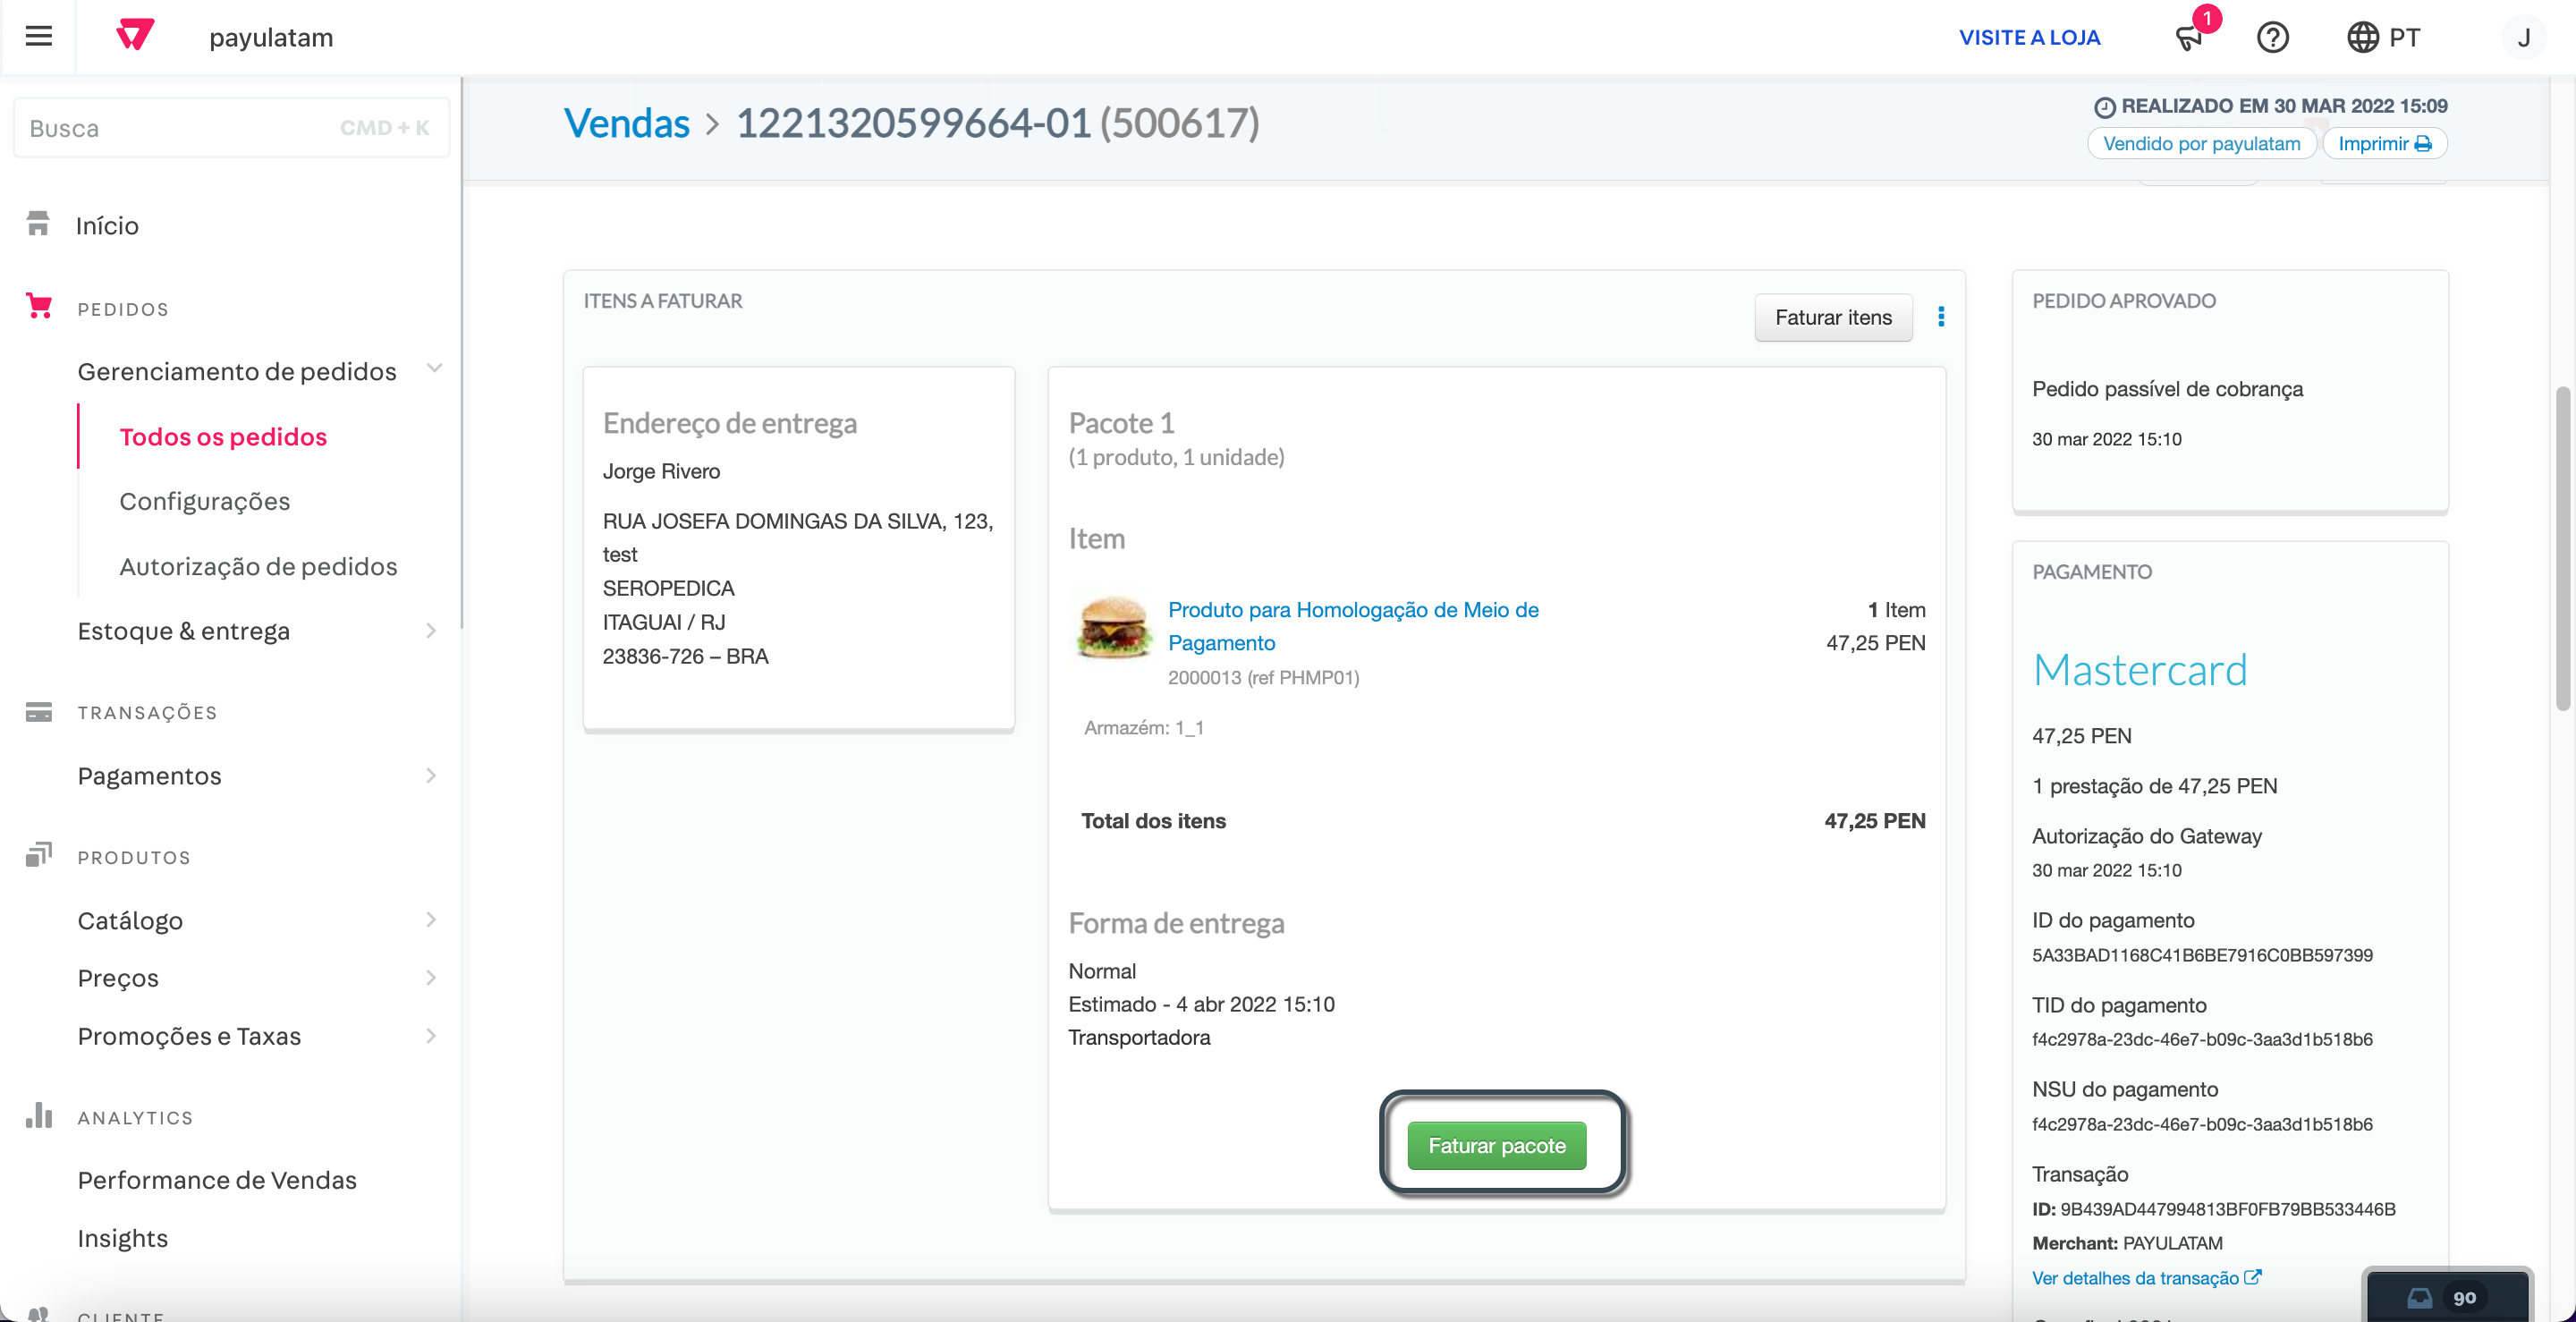 payulatam
VISITE A LOJA
1
PT
J
Busca
CMD + K
Início
PEDIDOS
Gerenciamento de pedidos
Todos os pedidos
Configurações
Autorização de pedidos
Estoque & entrega
TRANSAÇÕES
Pagamentos
PRODUTOS
Catálogo
Preços
Promoções e Taxas
ANALYTICS
Performance de Vendas
Insights
CLIENTE
Vendas > 1221320599664-01 (500617)
REALIZADO EM 30 MAR 2022 15:09
Vendido por payulatam
Imprimir
ITENS A FATURAR
Faturar itens
Endereço de entrega
Jorge Rivero
RUA JOSEFA DOMINGAS DA SILVA, 123,
test
SEROPEDICA
ITAGUAI / RJ
23836-726 – BRA
Pacote 1
(1 produto, 1 unidade)
Item
Produto para Homologação de Meio de
Pagamento
1 Item
47,25 PEN
2000013 (ref PHMP01)
Armazém: 1_1
Total dos itens
47,25 PEN
Forma de entrega
Normal
Estimado - 4 abr 2022 15:10
Transportadora
Faturar pacote
PEDIDO APROVADO
Pedido passível de cobrança
30 mar 2022 15:10
PAGAMENTO
Mastercard
47,25 PEN
1 prestação de 47,25 PEN
Autorização do Gateway
30 mar 2022 15:10
ID do pagamento
5A33BAD1168C41B6BE7916C0BB597399
TID do pagamento
f4c2978a-23dc-46e7-b09c-3aa3d1b518b6
NSU do pagamento
f4c2978a-23dc-46e7-b09c-3aa3d1b518b6
Transação
ID: 9B439AD447994813BF0FB79BB533446B
Merchant: PAYULATAM
Ver detalhes da transação
90